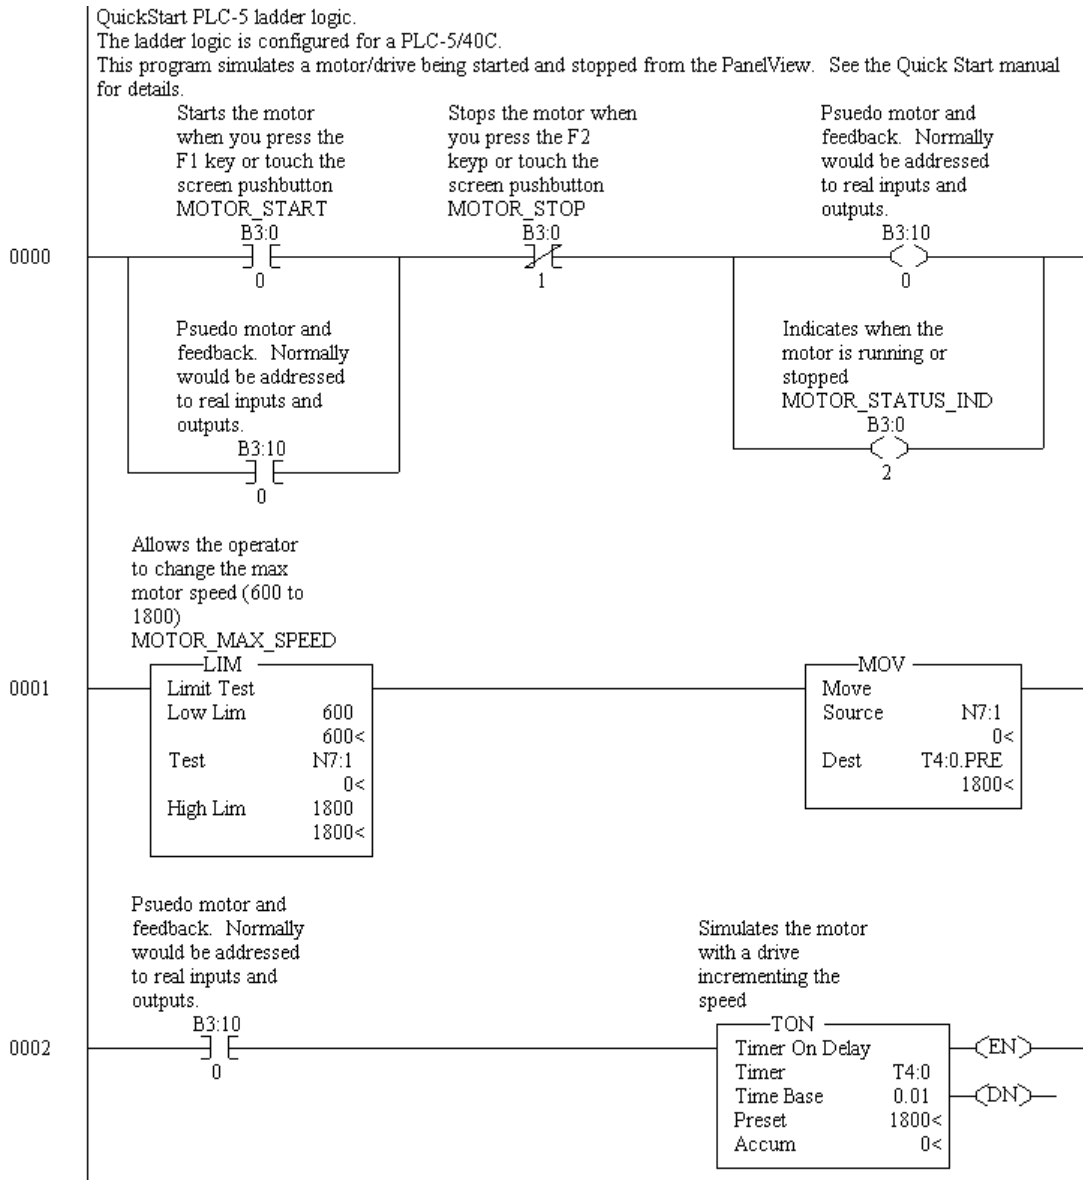 QuickStart PLC-5 ladder logic.
The ladder logic is configured for a PLC-5/40C.
This program simulates a motor/drive being started and stopped from the PanelView.   See the Quick Start manual
for details.
Starts the motor
when you press the
F1 key or touch the
screen pushbutton
MOTOR_START
B3:0
0
Stops the motor when
you press the F2
keyp or touch the
screen pushbutton
MOTOR_STOP
B3:0
1
Psuedo motor and
feedback.  Normally
would be addressed
to real inputs and
outputs.
B3:10
0
0000
Psuedo motor and
feedback.  Normally
would be addressed
to real inputs and
outputs.
B3:10
0
Indicates when the
motor is running or
stopped
MOTOR_STATUS_IND
B3:0
2
Allows the operator
to change the max
motor speed (600 to
1800)
MOTOR_MAX_SPEED
0001
LIM
Limit Test
Low Lim 600
600<
Test N7:1
0<
High Lim 1800
1800<
MOV
Move
Source N7:1
0<
Dest T4:0.PRE
1800<
Psuedo motor and
feedback.  Normally
would be addressed
to real inputs and
outputs.
B3:10
0
0002
Simulates the motor
with a drive
incrementing the
speed
TON
Timer On Delay
Timer T4:0
Time Base 0.01
Preset 1800<
Accum 0<
EN
DN